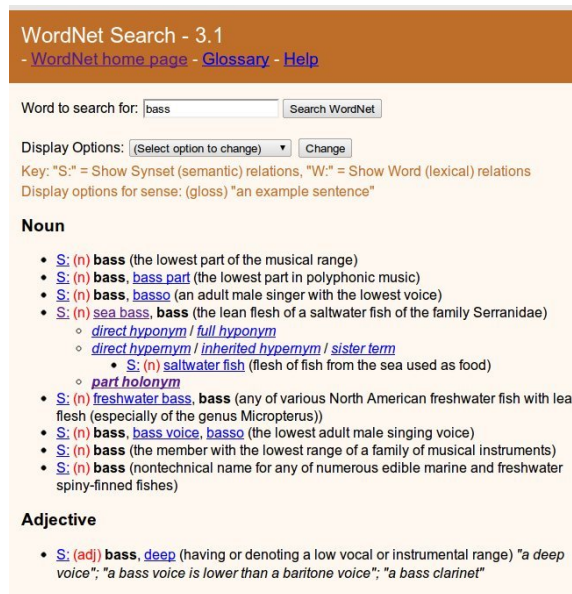 WordNet Search - 3.1
- WordNet home page - Glossary - Help
Word to search for: bass Search WordNet
Display Options: (Select option to change) Change
Key: "S:" = Show Synset (semantic) relations, "W:" = Show Word (lexical) relations
Display options for sense: (gloss) "an example sentence"
Noun
• S: (n) bass (the lowest part of the musical range)
• S: (n) bass, bass part (the lowest part in polyphonic music)
• S: (n) bass, basso (an adult male singer with the lowest voice)
• S: (n) sea bass, bass (the lean flesh of a saltwater fish of the family Serranidae)
○ direct hyponym / full hyponym
○ direct hypernym / inherited hypernym / sister term
• S: (n) saltwater fish (flesh of fish from the sea used as food)
○ part holonym
• S: (n) freshwater bass, bass (any of various North American freshwater fish with lea
flesh (especially of the genus Micropterus))
• S: (n) bass, bass voice, basso (the lowest adult male singing voice)
• S: (n) bass (the member with the lowest range of a family of musical instruments)
• S: (n) bass (nontechnical name for any of numerous edible marine and freshwater
spiny-finned fishes)
Adjective
• S: (adj) bass, deep (having or denoting a low vocal or instrumental range) "a deep
voice"; "a bass voice is lower than a baritone voice"; "a bass clarinet"